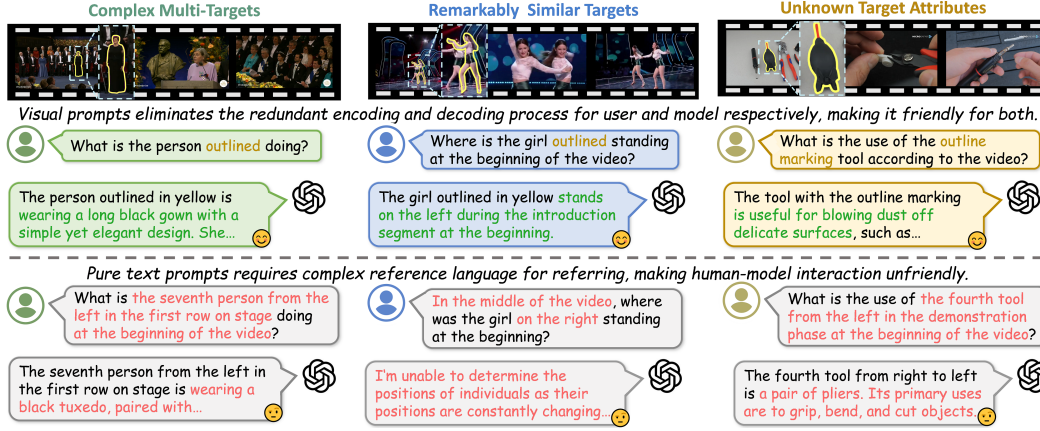 Complex Multi-Targets
Remarkably Similar Targets
Unknown Target Attributes
Visual prompts eliminates the redundant encoding and decoding process for user and model respectively, making it friendly for both.
What is the person outlined doing?
Where is the girl outlined standing
at the beginning of the video?
What is the use of the outline
marking tool according to the video?
The person outlined in yellow is
wearing a long black gown with a
simple yet elegant design. She…
The girl outlined in yellow stands
on the left during the introduction
segment at the beginning.
The tool with the outline marking
is useful for blowing dust off
delicate surfaces, such as…
Pure text prompts requires complex reference language for referring, making human-model interaction unfriendly.
What is the seventh person from the
left in the first row on stage doing
at the beginning of the video?
In the middle of the video, where
was the girl on the right standing
at the beginning?
What is the use of the fourth tool
from the left in the demonstration
phase at the beginning of the video?
The seventh person from the left in
the first row on stage is wearing a
black tuxedo, paired with…
I'm unable to determine the
positions of individuals as their
positions are constantly changing…
The fourth tool from right to left
is a pair of pliers. Its primary uses
are to grip, bend, and cut objects.